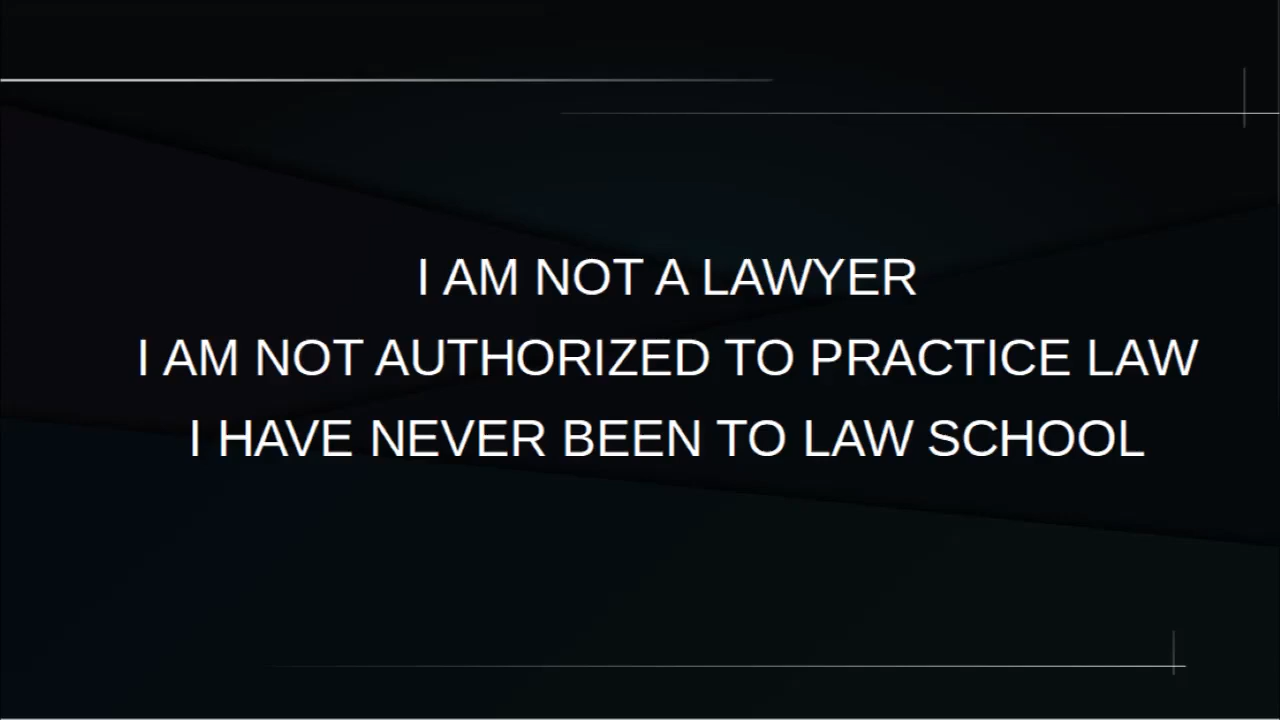 I AM NOT A LAWYER
I AM NOT AUTHORIZED TO PRACTICE LAW
I HAVE NEVER BEEN TO LAW SCHOOL